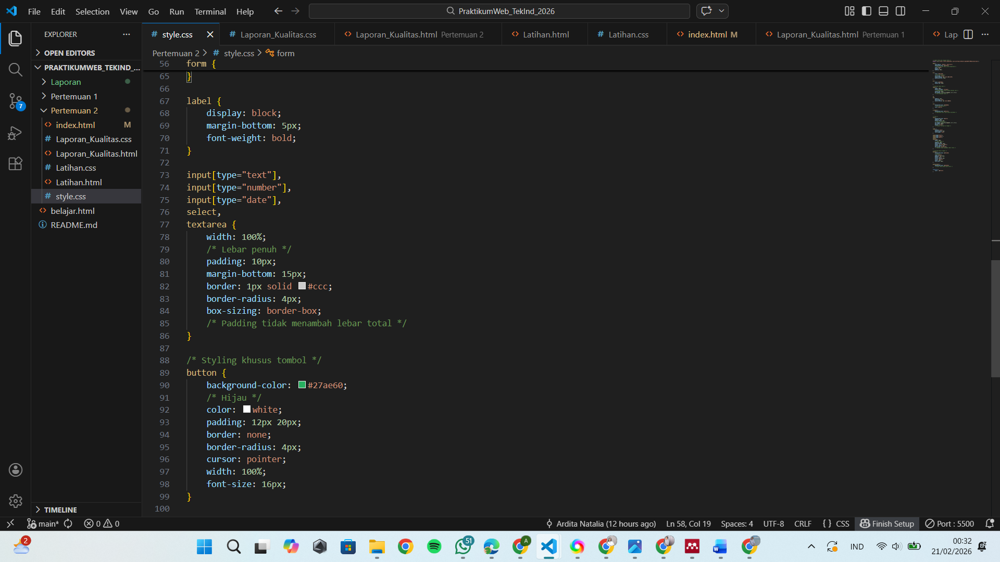 File Edit Selection View Go Run Terminal Help
PraktikumWeb_TekInd_2026
EXPLORER
OPEN EDITORS
PRAKTIKUMWEB_TEKIND_...
Laporan
Pertemuan 1
Pertemuan 2
index.html M
Laporan_Kualitas.css
Laporan_Kualitas.html
Latihan.css
Latihan.html
style.css
belajar.html
README.md
TIMELINE
7
style.css Laporan_Kualitas.css Laporan_Kualitas.html Pertemuan 2 Latihan.html Latihan.css index.html M Laporan_Kualitas.html Pertemuan 1 Lap
Pertemuan 2 > # style.css > form
56 form {
65 }
66
67 label {
68 display: block;
69 margin-bottom: 5px;
70 font-weight: bold;
71 }
72
73 input[type="text"],
74 input[type="number"],
75 input[type="date"],
76 select,
77 textarea {
78 width: 100%;
79 /* Lebar penuh */
80 padding: 10px;
81 margin-bottom: 15px;
82 border: 1px solid #ccc;
83 border-radius: 4px;
84 box-sizing: border-box;
85 /* Padding tidak menambah lebar total */
86 }
87
88 /* Styling khusus tombol */
89 button {
90 background-color: #27ae60;
91 /* Hijau */
92 color: white;
93 padding: 12px 20px;
94 border: none;
95 border-radius: 4px;
96 cursor: pointer;
97 width: 100%;
98 font-size: 16px;
99 }
100
main* 0 0 Ardita Natalia (12 hours ago) Ln 58, Col 19 Spaces: 4 UTF-8 CRLF { } CSS Finish Setup Port : 5500
2
51
A
IND
00:32
21/02/2026